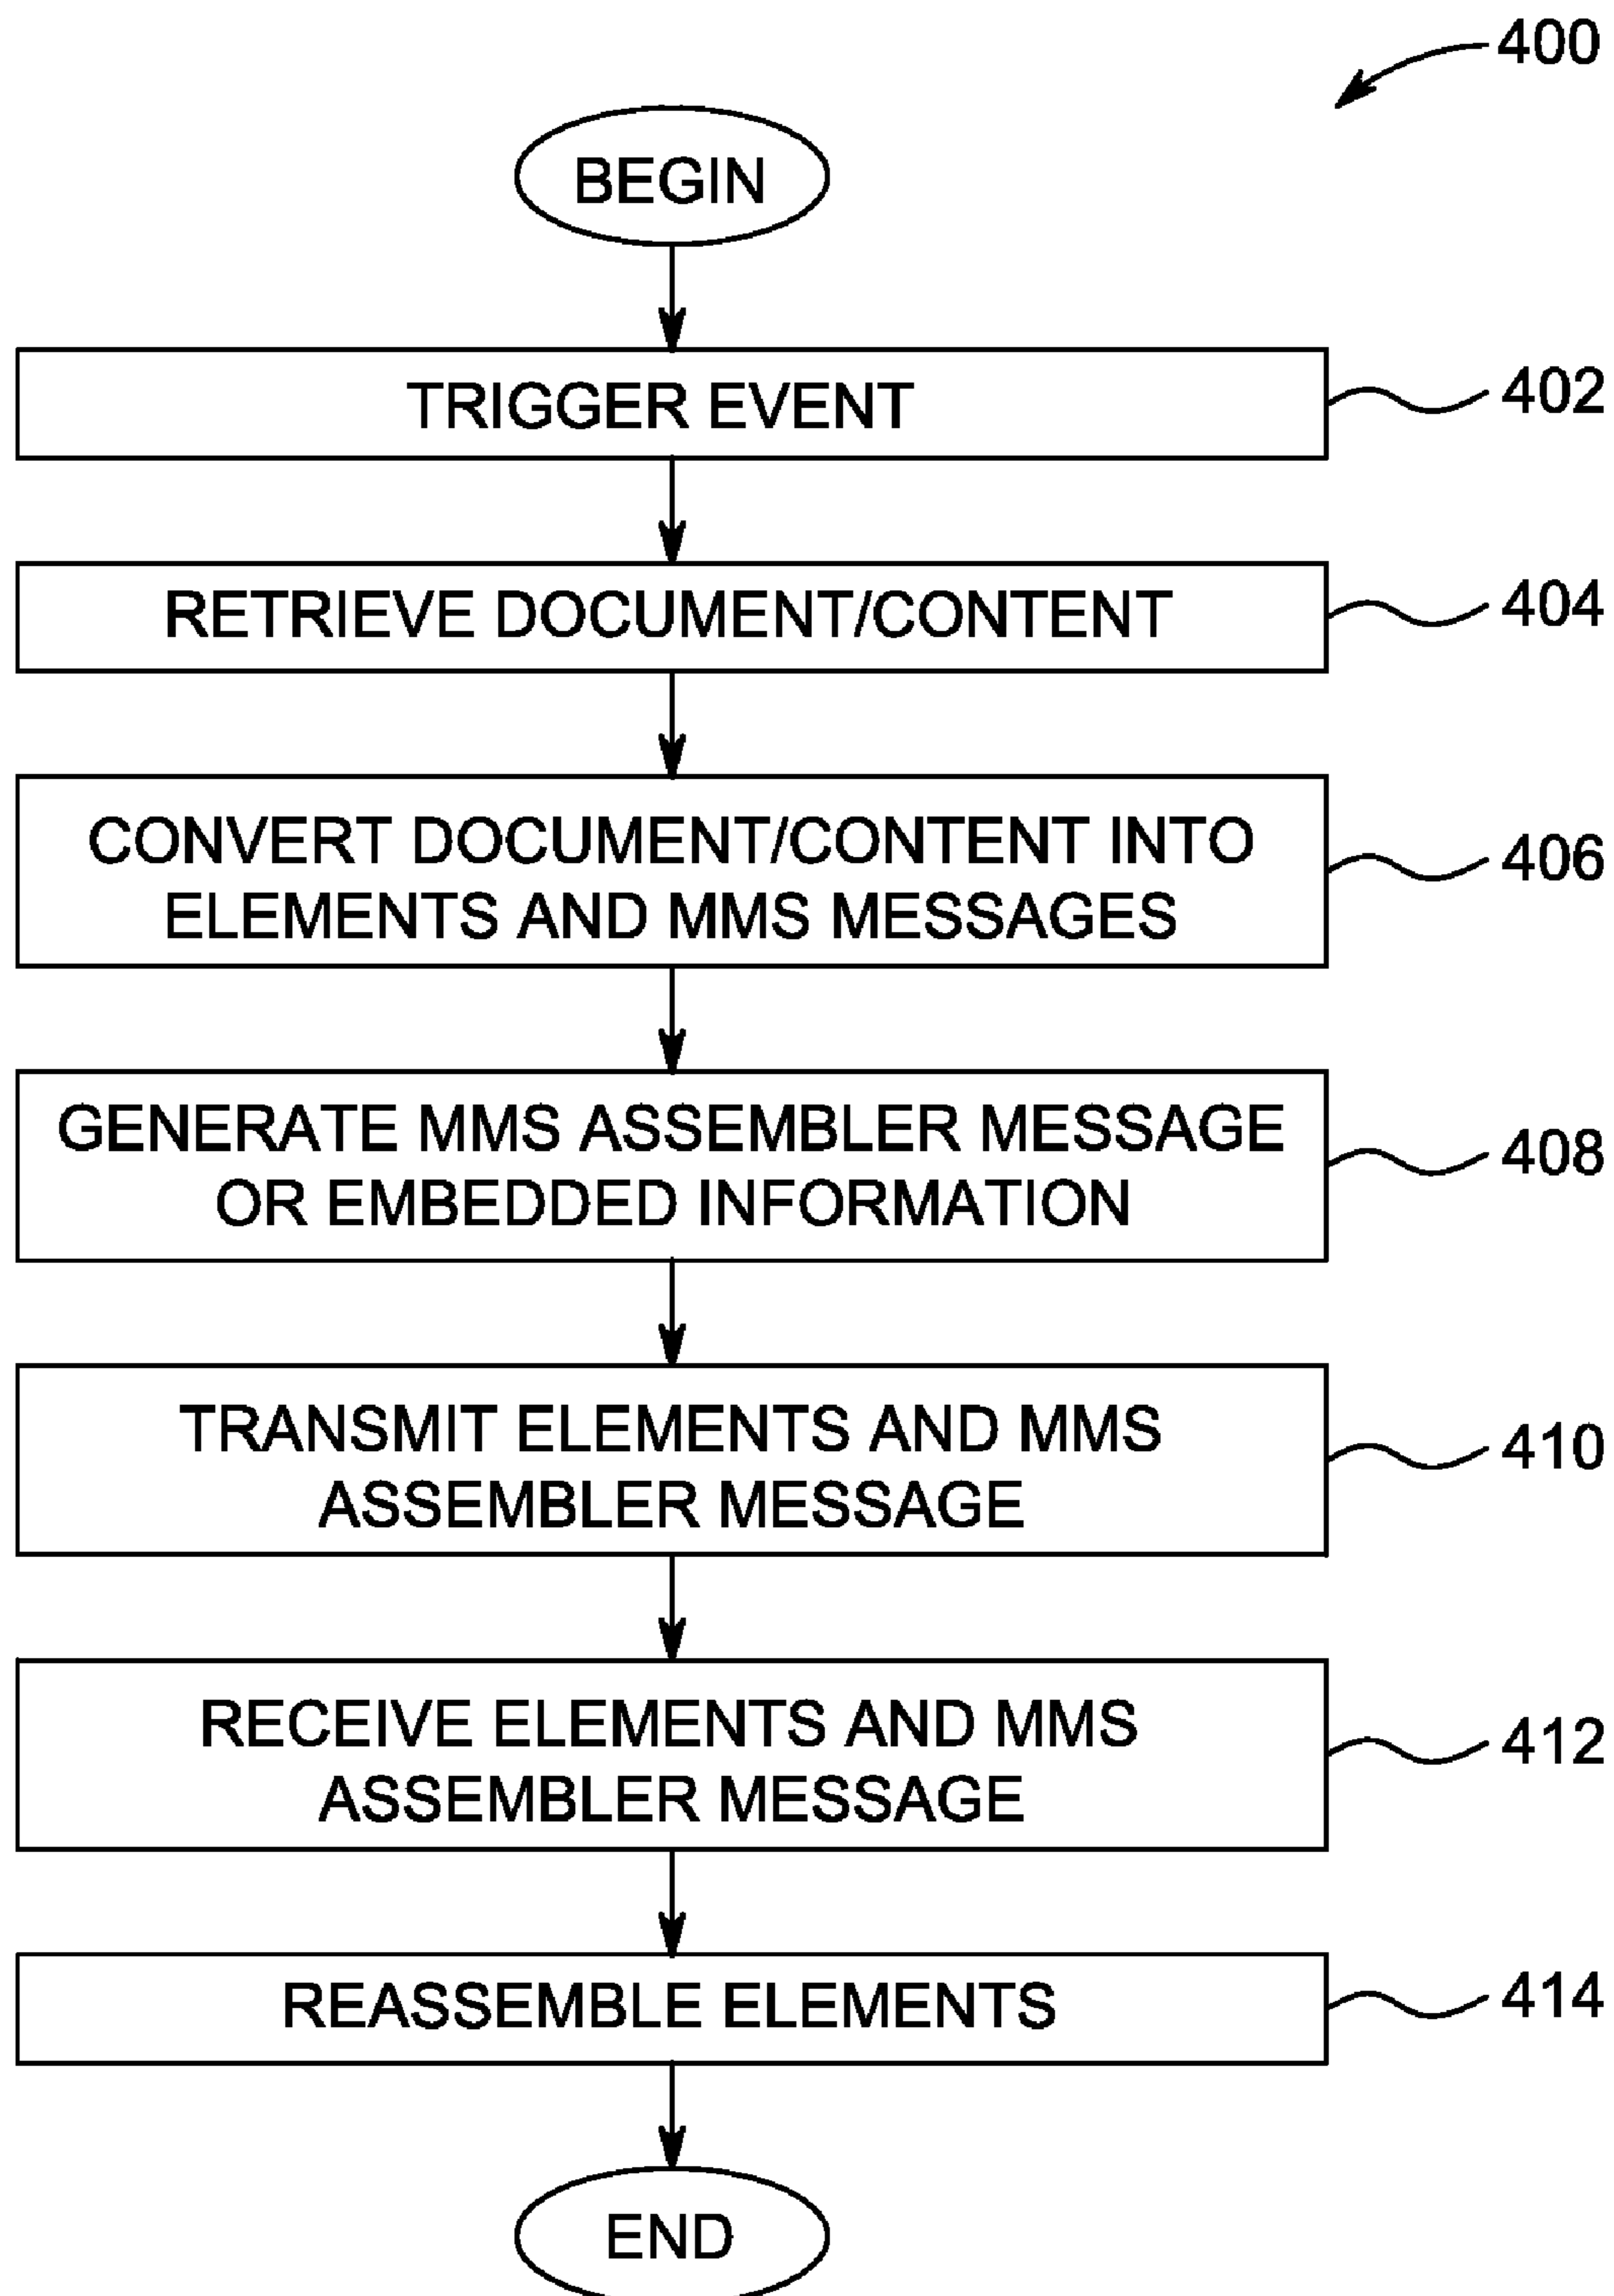 400
BEGIN
TRIGGER EVENT
402
RETRIEVE DOCUMENT/CONTENT
404
CONVERT DOCUMENT/CONTENT INTO
ELEMENTS AND MMS MESSAGES
406
GENERATE MMS ASSEMBLER MESSAGE
OR EMBEDDED INFORMATION
408
TRANSMIT ELEMENTS AND MMS
ASSEMBLER MESSAGE
410
RECEIVE ELEMENTS AND MMS
ASSEMBLER MESSAGE
412
REASSEMBLE ELEMENTS
414
END